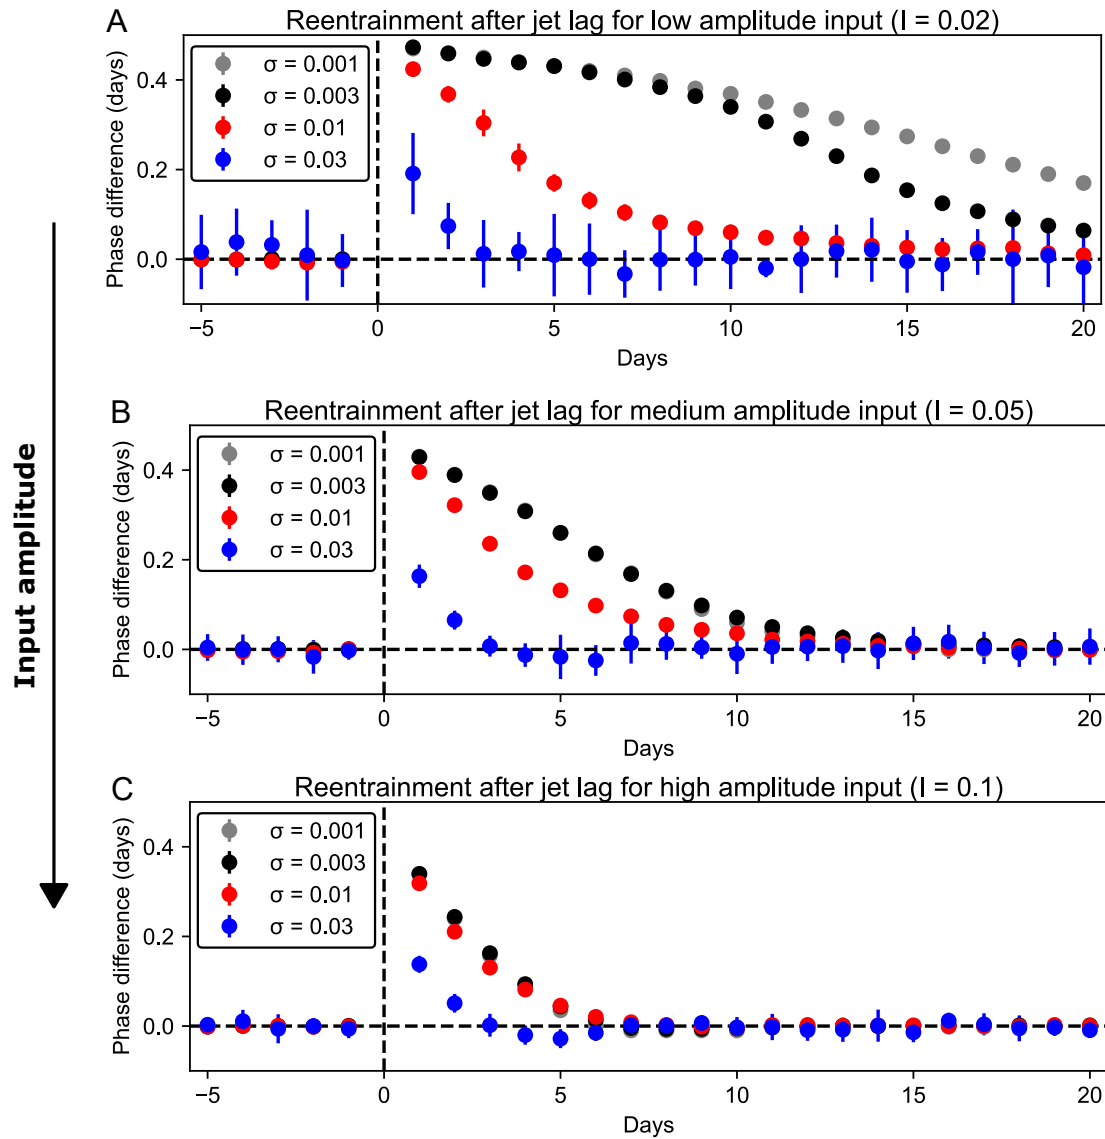 A
Reentrainment after jet lag for low amplitude input (I = 0.02)
σ = 0.001
σ = 0.003
σ = 0.01
σ = 0.03
Phase difference (days)
0.4
0.2
0.0
−5
0
5
10
15
20
Days
Input amplitude
B
Reentrainment after jet lag for medium amplitude input (I = 0.05)
σ = 0.001
σ = 0.003
σ = 0.01
σ = 0.03
Phase difference (days)
0.4
0.2
0.0
−5
0
5
10
15
20
Days
C
Reentrainment after jet lag for high amplitude input (I = 0.1)
σ = 0.001
σ = 0.003
σ = 0.01
σ = 0.03
Phase difference (days)
0.4
0.2
0.0
−5
0
5
10
15
20
Days